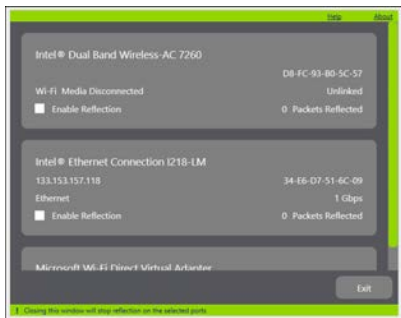 Help About
Intel® Dual Band Wireless-AC 7260
D8-FC-93-B0-5C-57
Wi-Fi Media Disconnected Unlinked
Enable Reflection 0 Packets Reflected
Intel® Ethernet Connection I218-LM
133.153.157.118 34-E6-D7-51-6C-09
Ethernet 1 Gbps
Enable Reflection 0 Packets Reflected
Microsoft Wi-Fi Direct Virtual Adapter
Exit
! Closing this window will stop reflection on the selected ports